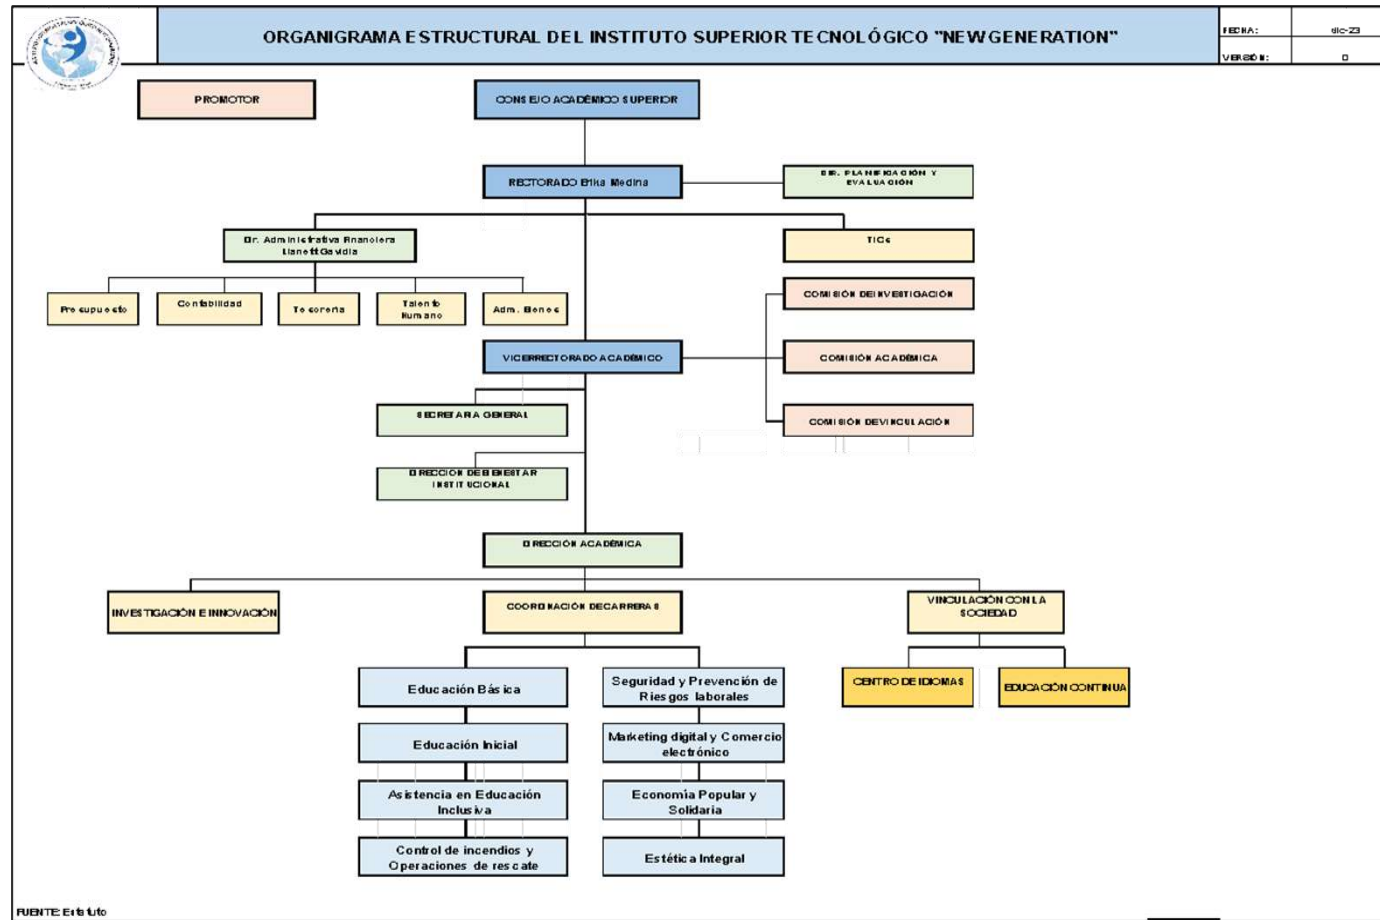 ORGANIGRAMA ESTRUCTURAL DEL INSTITUTO SUPERIOR TECNOLÓGICO "NEW GENERATION"
FECHA: dic-23
VERSIÓN: 0
PROMOTOR
CONSEJO ACADÉMICO SUPERIOR
RECTORADO Erika Medina
DIR. PLANIFICACIÓN Y
EVALUACIÓN
Dir. Administrativa Financiera
Lianett Gavidia
TICs
Presupuesto
Contabilidad
Tesorería
Talento
Humano
Adm. Bienes
COMISIÓN DE INVESTIGACIÓN
VICERRECTORADO ACADÉMICO
COMISIÓN ACADÉMICA
SECRETARIA GENERAL
COMISIÓN DE VINCULACIÓN
DIRECCIÓN DE BIENESTAR
INSTITUCIONAL
DIRECCIÓN ACADÉMICA
INVESTIGACIÓN E INNOVACIÓN
COORDINACIÓN DE CARRERAS
VINCULACIÓN CON LA
SOCIEDAD
Educación Básica
Seguridad y Prevención de
Riesgos laborales
CENTRO DE IDIOMAS
EDUCACIÓN CONTINUA
Educación Inicial
Marketing digital y Comercio
electrónico
Asistencia en Educación
Inclusiva
Economía Popular y
Solidaria
Control de incendios y
Operaciones de rescate
Estética Integral
FUENTE: Estatuto